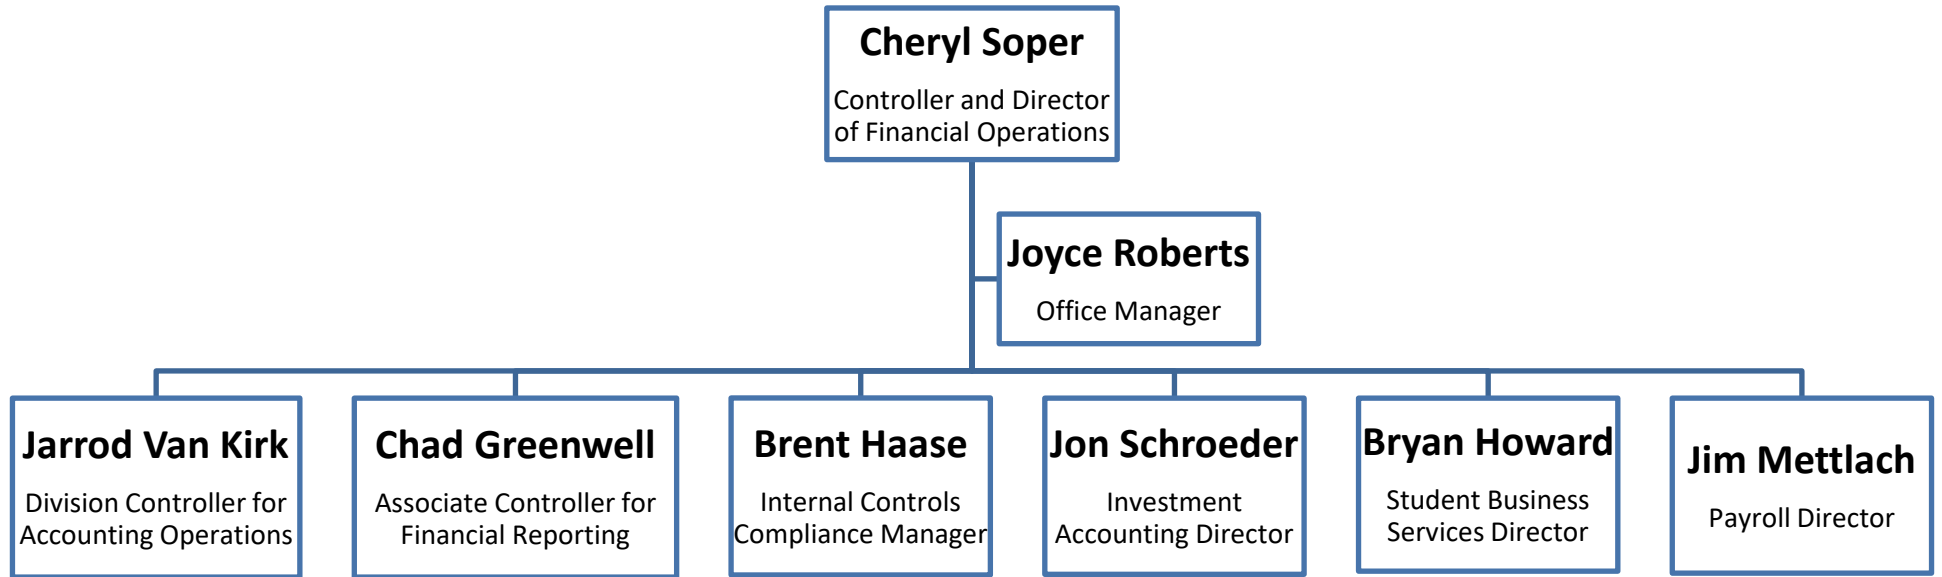 Cheryl Soper
Controller and Director
of Financial Operations
Joyce Roberts
Office Manager
Jarrod Van Kirk
Division Controller for
Accounting Operations
Chad Greenwell
Associate Controller for
Financial Reporting
Brent Haase
Internal Controls
Compliance Manager
Jon Schroeder
Investment
Accounting Director
Bryan Howard
Student Business
Services Director
Jim Mettlach
Payroll Director